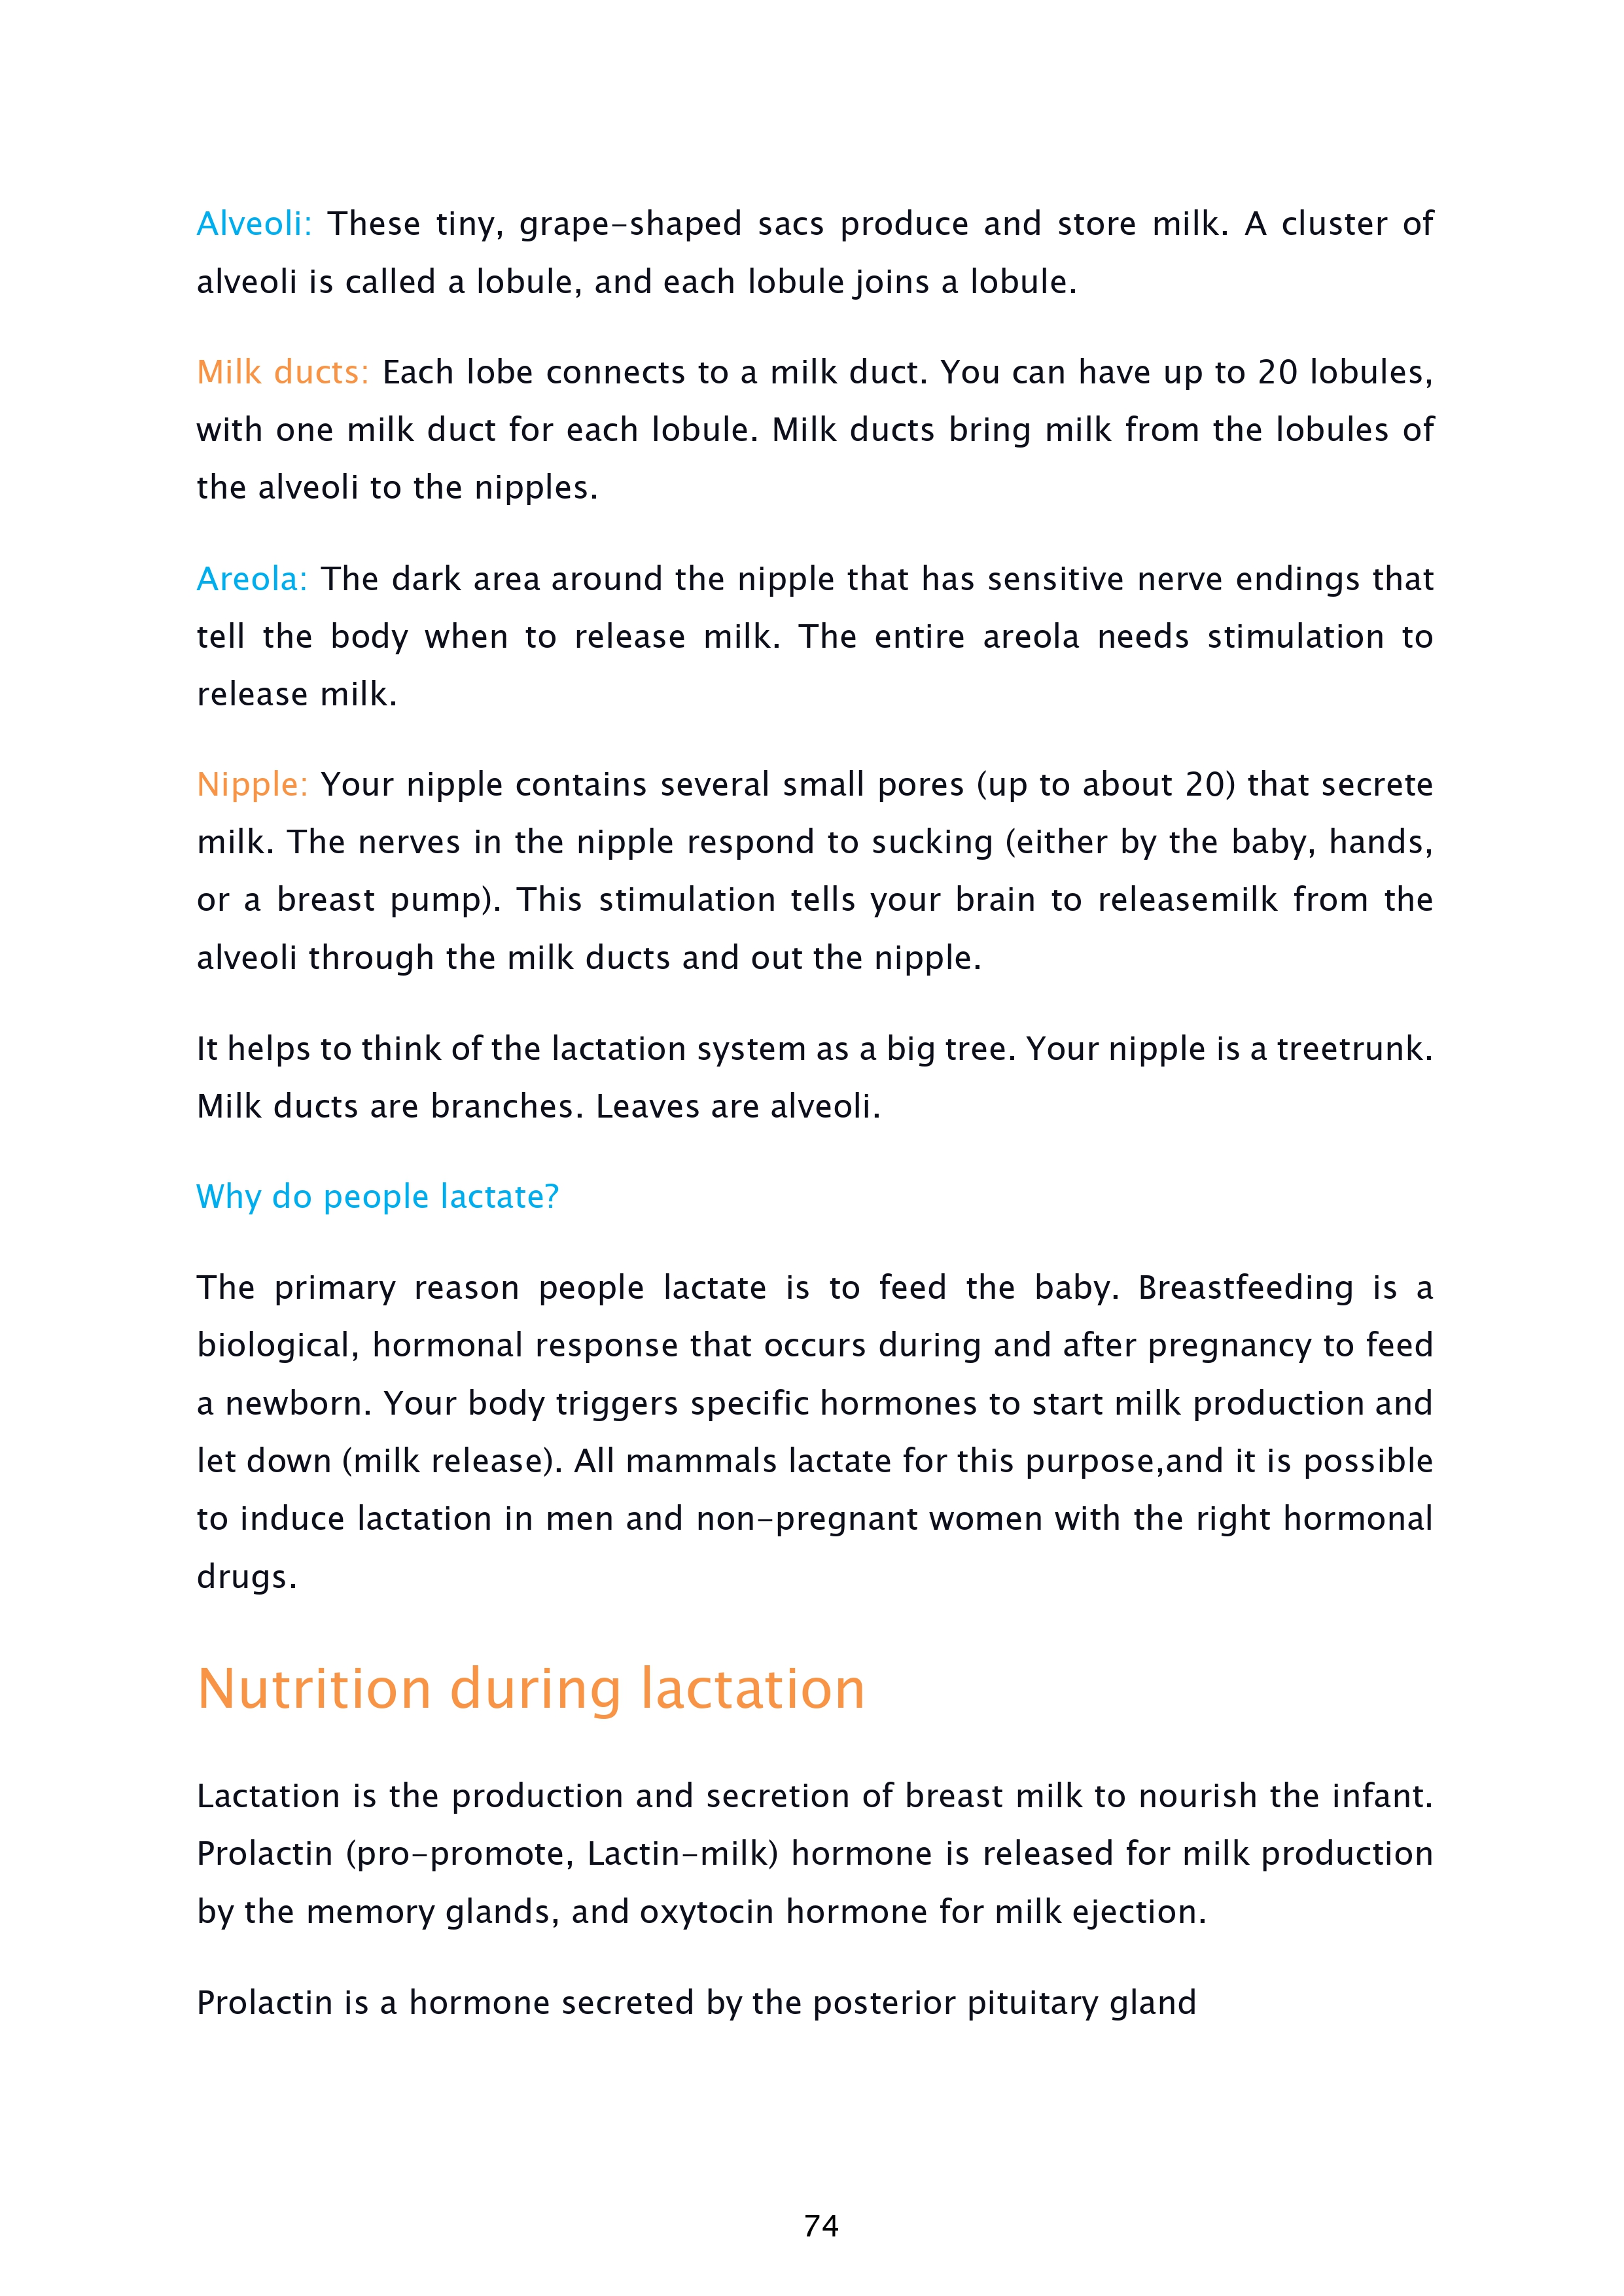 Alveoli: These tiny, grape-shaped sacs produce and store milk. A cluster of
alveoli is called a lobule, and each lobule joins a lobule.
Milk ducts: Each lobe connects to a milk duct. You can have up to 20 lobules,
with one milk duct for each lobule. Milk ducts bring milk from the lobules of
the alveoli to the nipples.
Areola: The dark area around the nipple that has sensitive nerve endings that
tell the body when to release milk. The entire areola needs stimulation to
release milk.
Nipple: Your nipple contains several small pores (up to about 20) that secrete
milk. The nerves in the nipple respond to sucking (either by the baby, hands,
or a breast pump). This stimulation tells your brain to releasemilk from the
alveoli through the milk ducts and out the nipple.
It helps to think of the lactation system as a big tree. Your nipple is a treetrunk.
Milk ducts are branches. Leaves are alveoli.
Why do people lactate?
The primary reason people lactate is to feed the baby. Breastfeeding is a
biological, hormonal response that occurs during and after pregnancy to feed
a newborn. Your body triggers specific hormones to start milk production and
let down (milk release). All mammals lactate for this purpose,and it is possible
to induce lactation in men and non-pregnant women with the right hormonal
drugs.
Nutrition during lactation
Lactation is the production and secretion of breast milk to nourish the infant.
Prolactin (pro-promote, Lactin-milk) hormone is released for milk production
by the memory glands, and oxytocin hormone for milk ejection.
Prolactin is a hormone secreted by the posterior pituitary gland
74